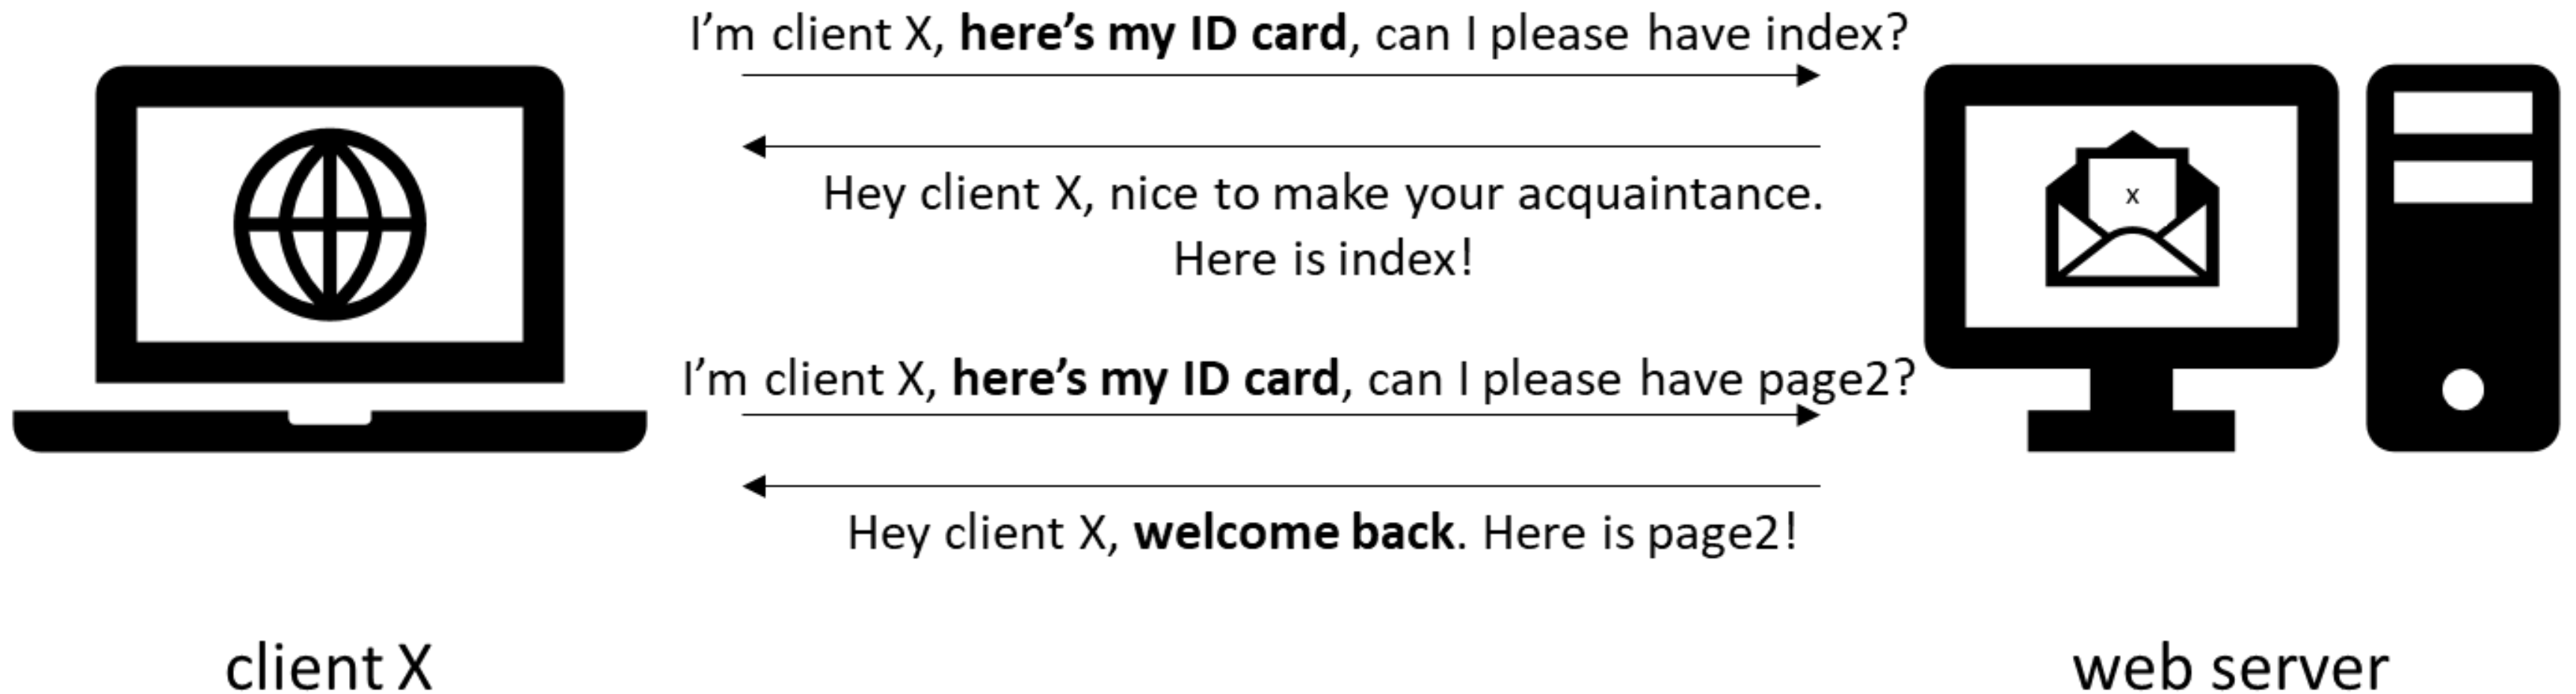 I’m client X, here’s my ID card, can I please have index?
Hey client X, nice to make your acquaintance.
Here is index!
x
I’m client X, here’s my ID card, can I please have page2?
Hey client X, welcome back. Here is page2!
client X
web server